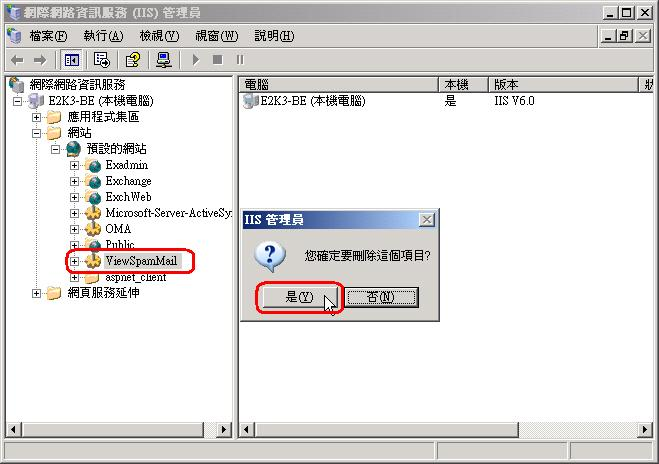 網際網路資訊服務 (IIS) 管理員
檔案(F) 執行(A) 檢視(V) 視窗(W) 說明(H)
網際網路資訊服務
E2K3-BE (本機電腦)
應用程式集區
網站
預設的網站
Exadmin
Exchange
ExchWeb
Microsoft-Server-ActiveSy
OMA
Public
ViewSpamMail
aspnet_client
網頁服務延伸
電腦 本機 版本 狀
E2K3-BE (本機電腦) 是 IIS V6.0
IIS 管理員
您確定要刪除這個項目?
是(Y) 否(N)